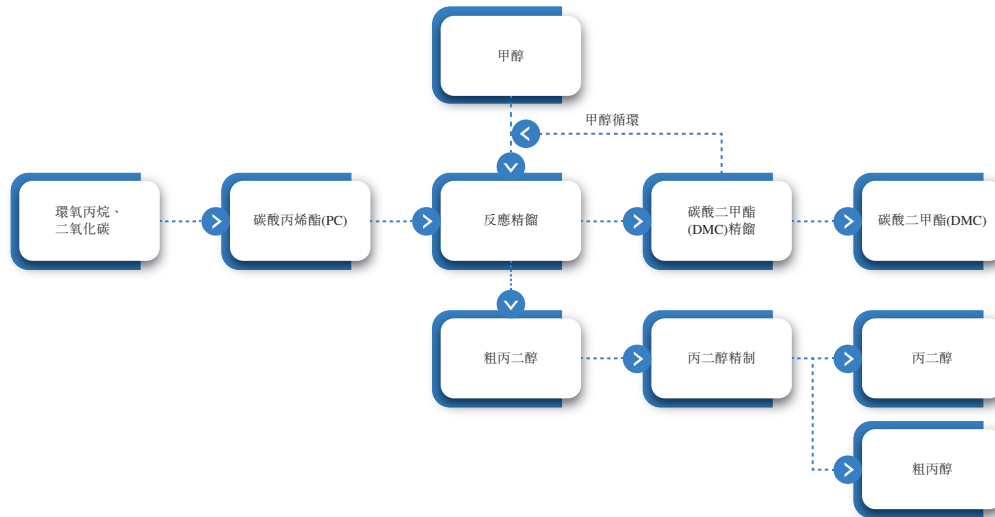 甲醇
甲醇循環
環氧丙烷、
二氧化碳
碳酸丙烯酯(PC)
反應精餾
碳酸二甲酯
(DMC)精餾
碳酸二甲酯(DMC)
粗丙二醇
丙二醇精制
丙二醇
粗丙醇